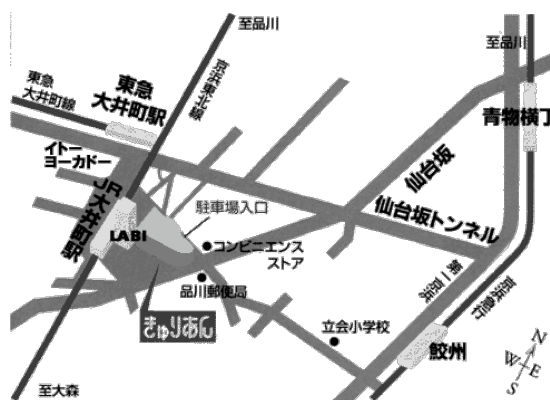 至品川
至品川
京浜東北線
東急
大井町線
東急
大井町駅
青物横丁
イトー
ヨーカドー
仙台坂
JR大井町駅
駐車場入口
仙台坂トンネル
LABI
コンビニエンス
ストア
品川郵便局
第一京浜
京浜急行
きゅりあん
立会小学校
鮫州
N
W
E
S
至大森